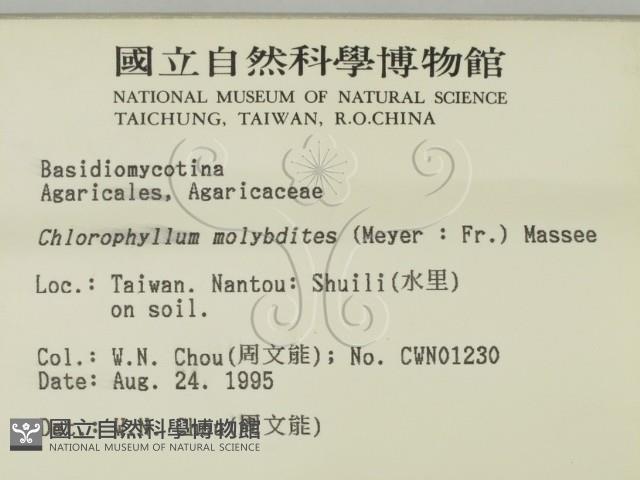 國立自然科學博物館
NATIONAL MUSEUM OF NATURAL SCIENCE
TAICHUNG, TAIWAN, R.O.CHINA
Basidiomycotina
Agaricales, Agaricaceae
Chlorophyllum molybdites (Meyer : Fr.) Massee
Loc.: Taiwan. Nantou: Shuili(水里)
on soil.
Col.: W.N. Chou(周文能); No. CWN01230
Date: Aug. 24. 1995
Det.: W.N. Chou(周文能)
國立自然科學博物館
NATIONAL MUSEUM OF NATURAL SCIENCE